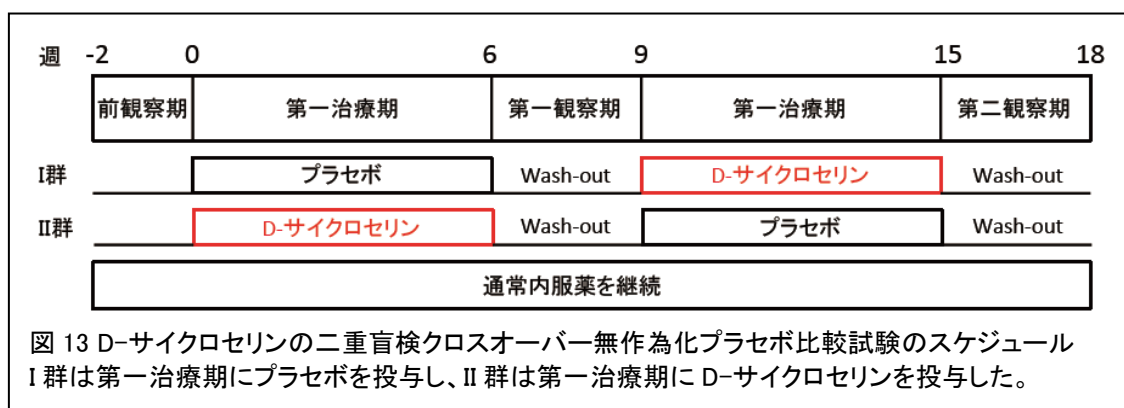 週 -2 0 6 9 15 18
前観察期 第一治療期 第一観察期 第一治療期 第二観察期
I群 プラセボ Wash-out D-サイクロセリン Wash-out
II群 D-サイクロセリン Wash-out プラセボ Wash-out
通常内服薬を継続
図 13 D-サイクロセリンの二重盲検クロスオーバー無作為化プラセボ比較試験のスケジュール
I 群は第一治療期にプラセボを投与し、II 群は第一治療期に D-サイクロセリンを投与した。